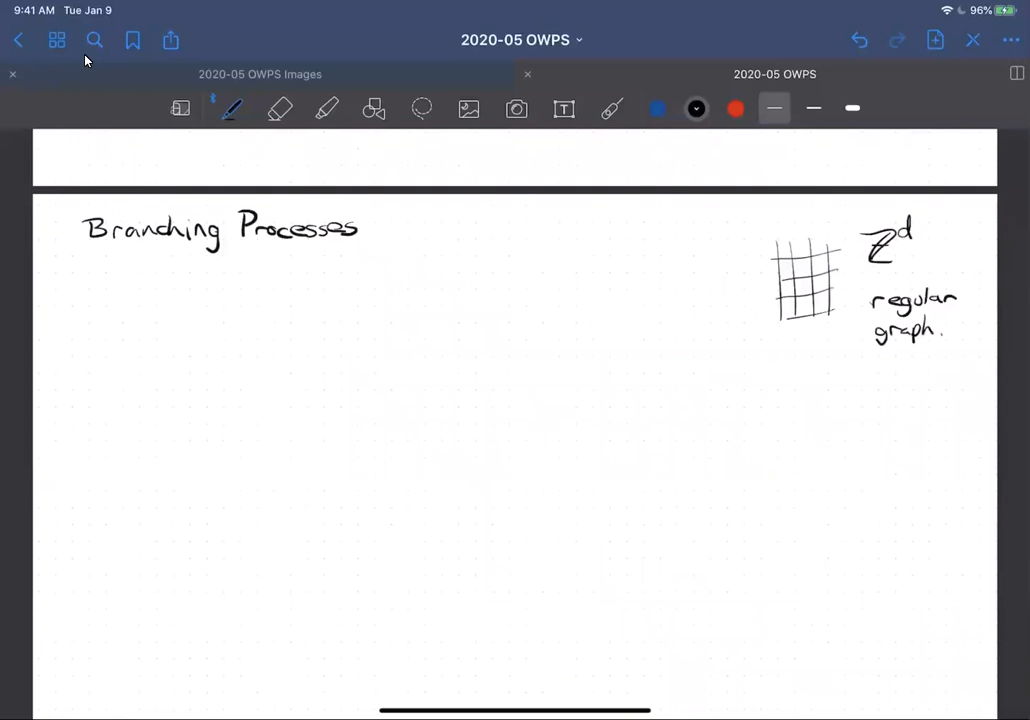 9:41 AM Tue Jan 9
96%
2020-05 OWPS
2020-05 OWPS Images
2020-05 OWPS
T
Branching Processes
ℤᵈ
regular
graph.